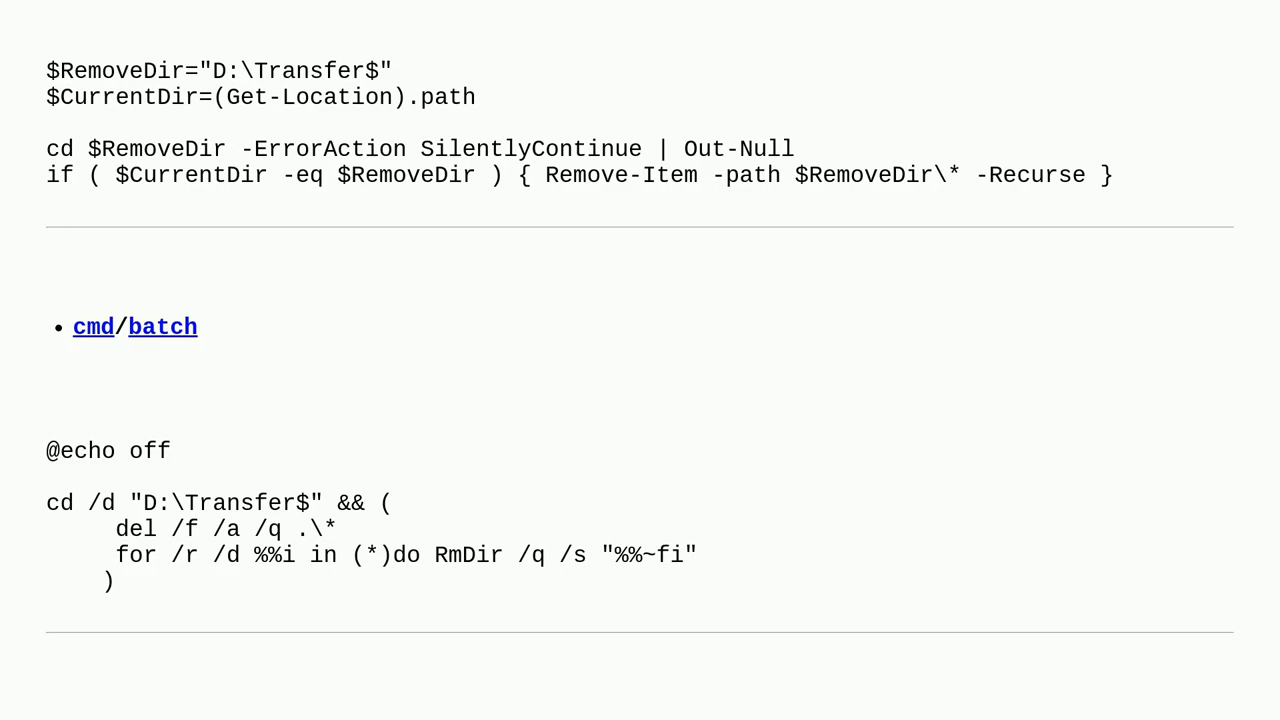 $RemoveDir="D:\Transfer$"
$CurrentDir=(Get-Location).path
cd $RemoveDir -ErrorAction SilentlyContinue | Out-Null
if ( $CurrentDir -eq $RemoveDir ) { Remove-Item -path $RemoveDir\* -Recurse }
• cmd/batch
@echo off
cd /d "D:\Transfer$" && (
     del /f /a /q .\*
     for /r /d %%i in (*)do RmDir /q /s "%%~fi"
    )